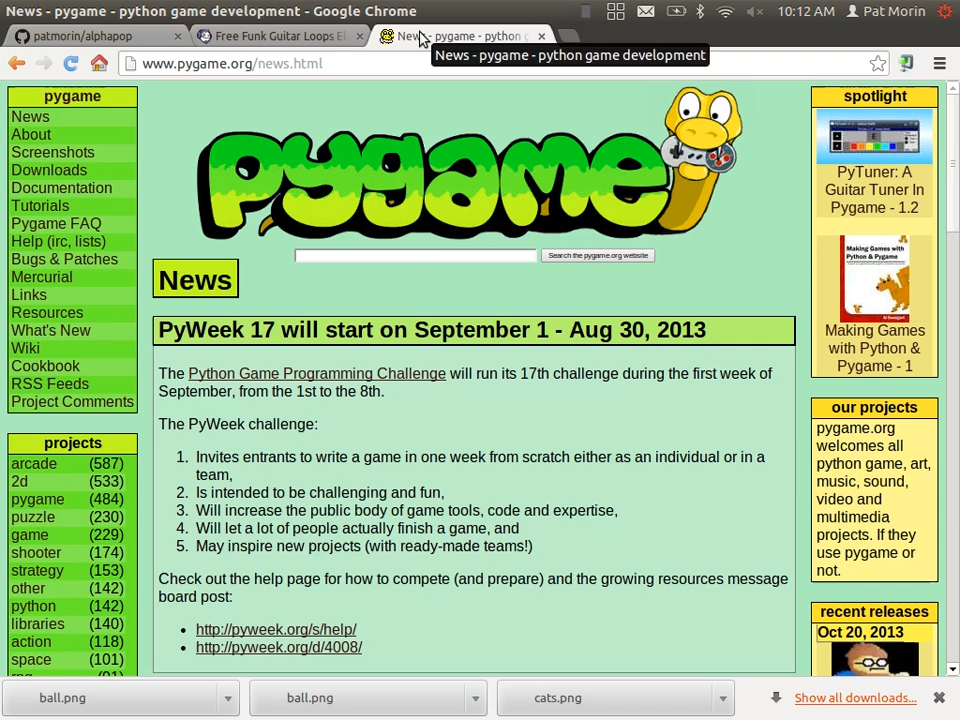 News - pygame - python game development - Google Chrome
10:12 AM
Pat Morin
patmorin/alphapop
Free Funk Guitar Loops El
News - pygame - python g
News - pygame - python game development
www.pygame.org/news.html
pygame
News
About
Screenshots
Downloads
Documentation
Tutorials
Pygame FAQ
Help (irc, lists)
Bugs & Patches
Mercurial
Links
Resources
What's New
Wiki
Cookbook
RSS Feeds
Project Comments
projects
arcade (587)
2d (533)
pygame (484)
puzzle (230)
game (229)
shooter (174)
strategy (153)
other (142)
python (142)
libraries (140)
action (118)
space (101)
pygame
Search the pygame.org website
News
PyWeek 17 will start on September 1 - Aug 30, 2013
The Python Game Programming Challenge will run its 17th challenge during the first week of
September, from the 1st to the 8th.
The PyWeek challenge:
1. Invites entrants to write a game in one week from scratch either as an individual or in a
team,
2. Is intended to be challenging and fun,
3. Will increase the public body of game tools, code and expertise,
4. Will let a lot of people actually finish a game, and
5. May inspire new projects (with ready-made teams!)
Check out the help page for how to compete (and prepare) and the growing resources message
board post:
http://pyweek.org/s/help/
http://pyweek.org/d/4008/
spotlight
PyTuner: A
Guitar Tuner In
Pygame - 1.2
Making Games with
Python & Pygame
Making Games
with Python &
Pygame - 1
our projects
pygame.org
welcomes all
python game, art,
music, sound,
video and
multimedia
projects. If they
use pygame or
not.
recent releases
Oct 20, 2013
ball.png
ball.png
cats.png
Show all downloads...